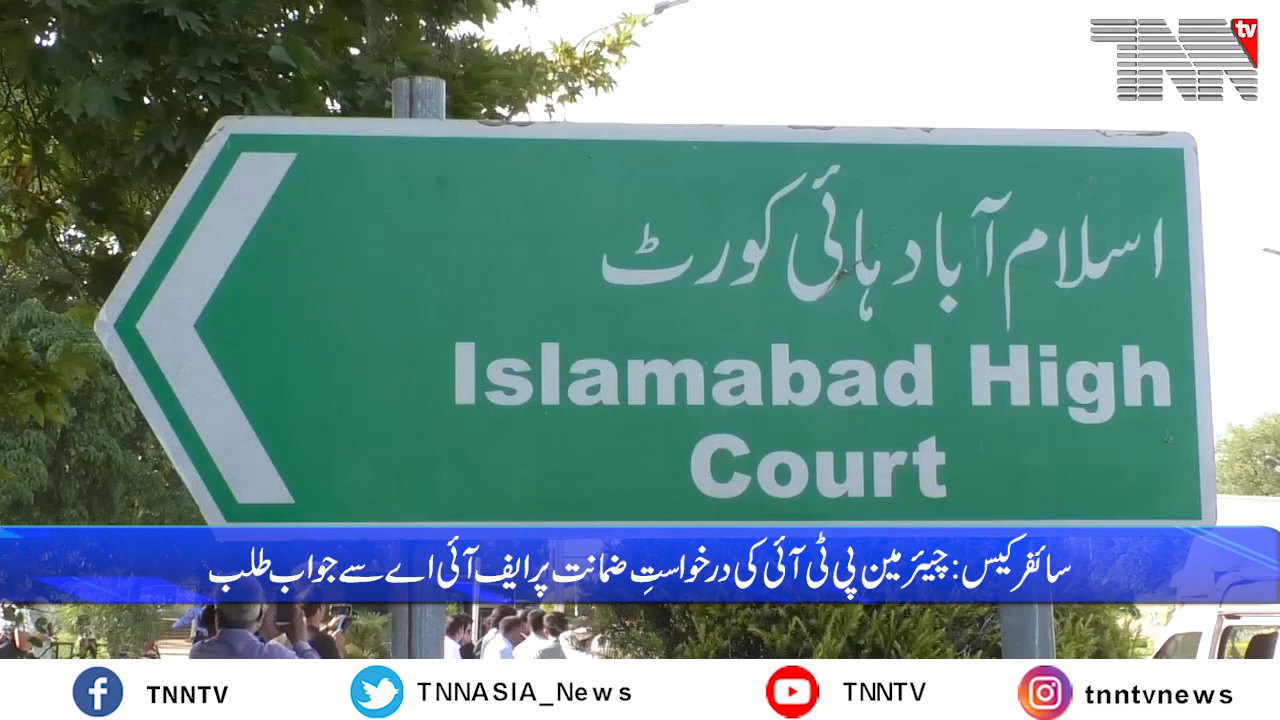 TNN tv
اسلام آباد ہائی کورٹ
Islamabad High
Court
سائفر کیس: چیئرمین پی ٹی آئی کی درخواستِ ضمانت پر ایف آئی اے سے جواب طلب
TNNTV
TNNASIA_News
TNNTV
tnntvnews